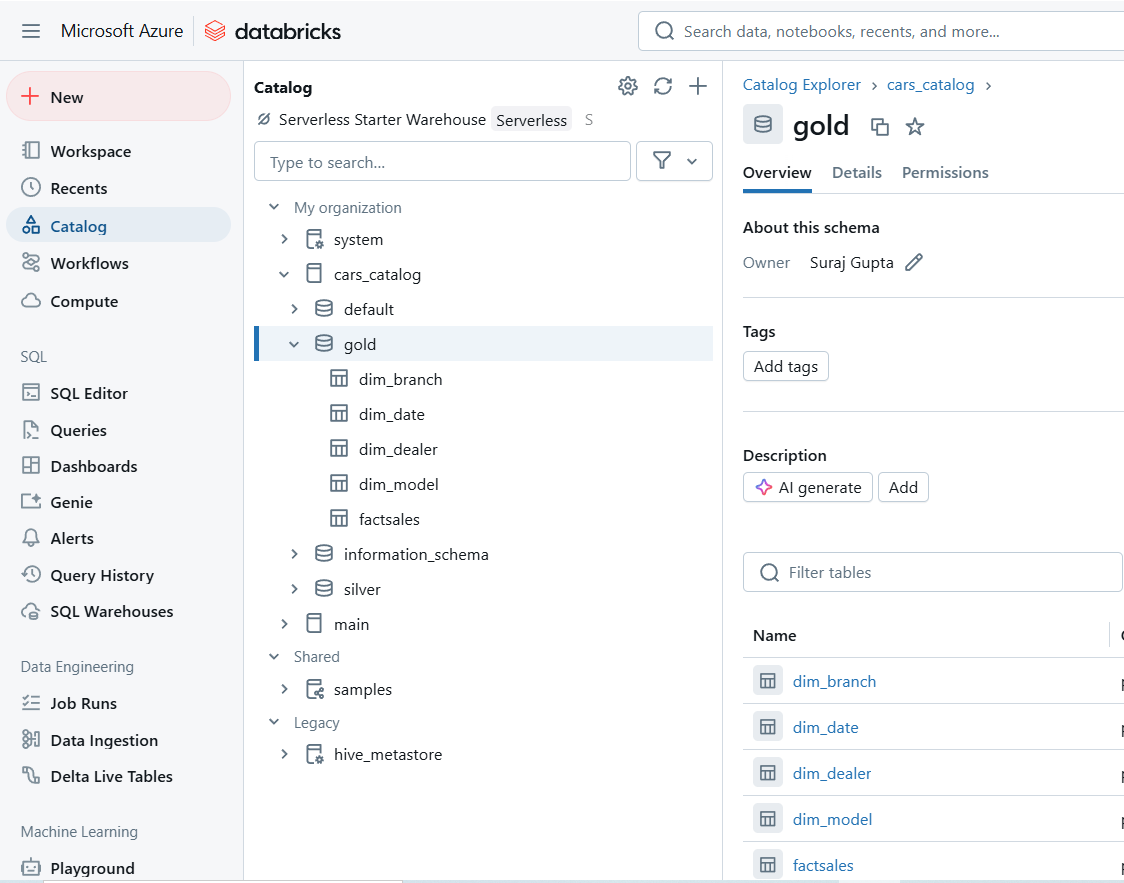 Microsoft Azure databricks
Search data, notebooks, recents, and more...
New
Workspace
Recents
Catalog
Workflows
Compute
SQL
SQL Editor
Queries
Dashboards
Genie
Alerts
Query History
SQL Warehouses
Data Engineering
Job Runs
Data Ingestion
Delta Live Tables
Machine Learning
Playground
Catalog
Serverless Starter Warehouse Serverless S
Type to search...
My organization
system
cars_catalog
default
gold
dim_branch
dim_date
dim_dealer
dim_model
factsales
information_schema
silver
main
Shared
samples
Legacy
hive_metastore
Catalog Explorer › cars_catalog ›
gold
Overview Details Permissions
About this schema
Owner Suraj Gupta
Tags
Add tags
Description
AI generate Add
Filter tables
Name
dim_branch
dim_date
dim_dealer
dim_model
factsales